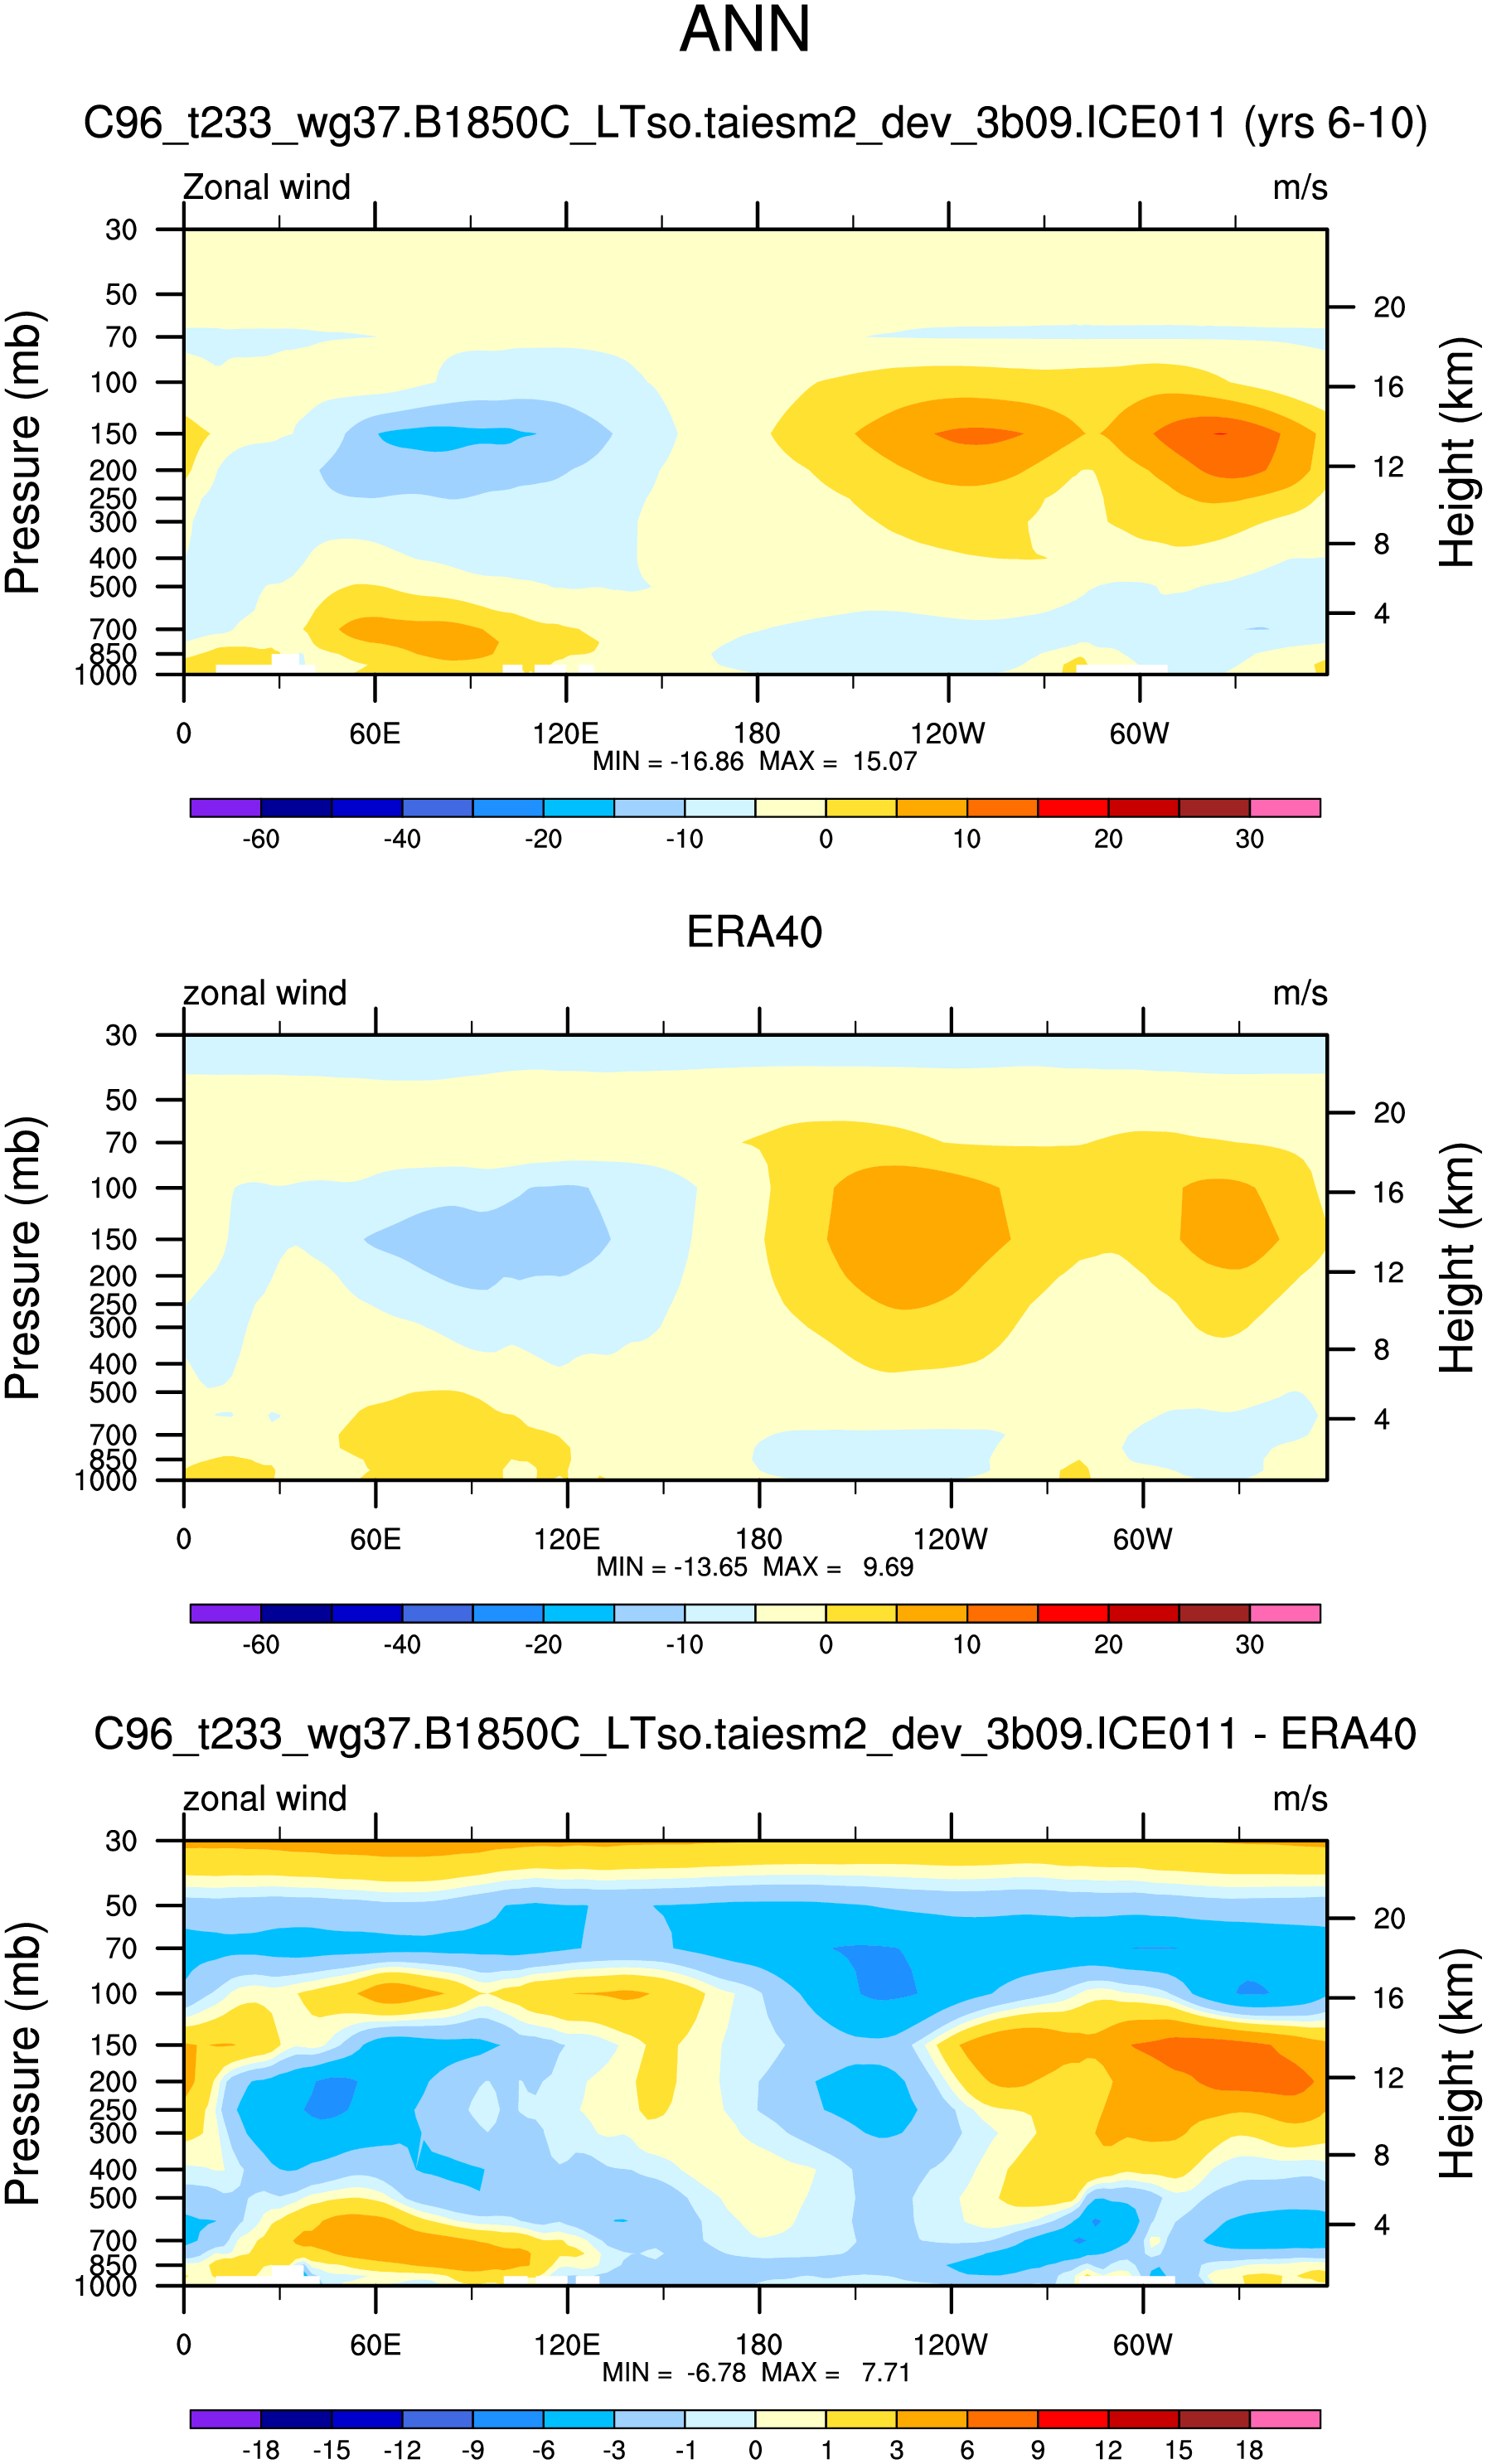 ANN
C96_t233_wg37.B1850C_LTso.taiesm2_dev_3b09.ICE011 (yrs 6-10)
Zonal wind m/s
30
50
70
100
150
200
250
300
400
500
700
850
1000
Pressure (mb)
20
16
12
8
4
Height (km)
0 60E 120E 180 120W 60W
MIN = -16.86 MAX = 15.07
-60 -40 -20 -10 0 10 20 30
ERA40
zonal wind m/s
30
50
70
100
150
200
250
300
400
500
700
850
1000
Pressure (mb)
20
16
12
8
4
Height (km)
0 60E 120E 180 120W 60W
MIN = -13.65 MAX = 9.69
-60 -40 -20 -10 0 10 20 30
C96_t233_wg37.B1850C_LTso.taiesm2_dev_3b09.ICE011 - ERA40
zonal wind m/s
30
50
70
100
150
200
250
300
400
500
700
850
1000
Pressure (mb)
20
16
12
8
4
Height (km)
0 60E 120E 180 120W 60W
MIN = -6.78 MAX = 7.71
-18 -15 -12 -9 -6 -3 -1 0 1 3 6 9 12 15 18